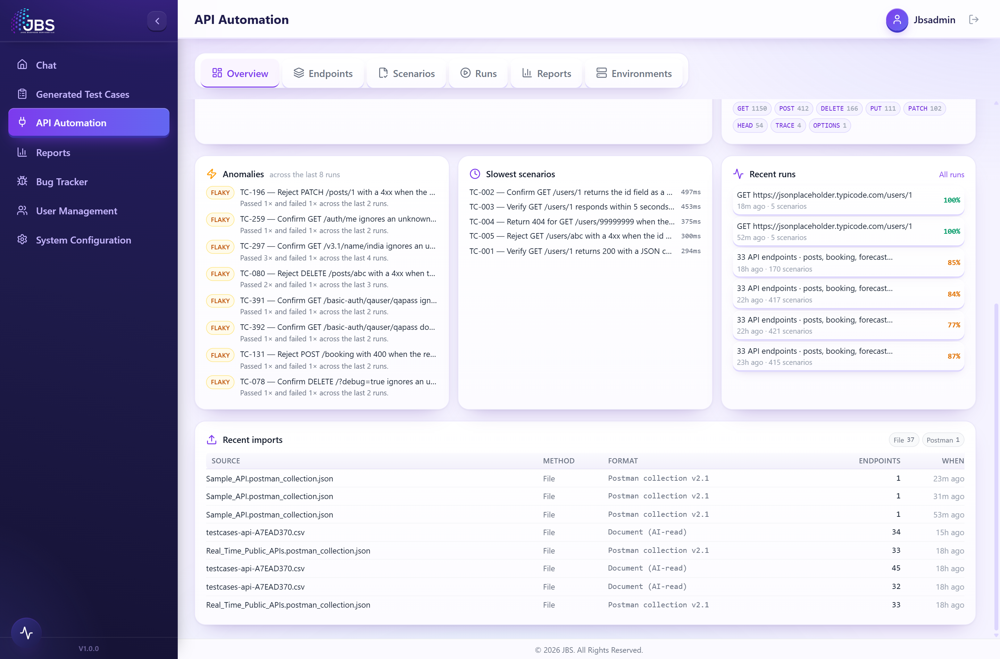 JBS
JADE BUSINESS SERVICES LLC
API Automation
Jbsadmin
Chat
Generated Test Cases
API Automation
Reports
Bug Tracker
User Management
System Configuration
V1.0.0
Overview
Endpoints
Scenarios
Runs
Reports
Environments
GET 1150
POST 412
DELETE 166
PUT 111
PATCH 102
HEAD 54
TRACE 4
OPTIONS 1
Anomalies across the last 8 runs
FLAKY TC-196 — Reject PATCH /posts/1 with a 4xx when the ...
Passed 1× and failed 1× across the last 2 runs.
FLAKY TC-259 — Confirm GET /auth/me ignores an unknown...
Passed 1× and failed 1× across the last 2 runs.
FLAKY TC-297 — Confirm GET /v3.1/name/india ignores an u...
Passed 3× and failed 1× across the last 4 runs.
FLAKY TC-080 — Reject DELETE /posts/abc with a 4xx when t...
Passed 2× and failed 1× across the last 3 runs.
FLAKY TC-391 — Confirm GET /basic-auth/qauser/qapass ign...
Passed 1× and failed 1× across the last 2 runs.
FLAKY TC-392 — Confirm GET /basic-auth/qauser/qapass do...
Passed 1× and failed 1× across the last 2 runs.
FLAKY TC-131 — Reject POST /booking with 400 when the re...
Passed 1× and failed 1× across the last 2 runs.
FLAKY TC-078 — Confirm DELETE /?debug=true ignores an u...
Passed 1× and failed 1× across the last 2 runs.
Slowest scenarios
TC-002 — Confirm GET /users/1 returns the id field as a ... 497ms
TC-003 — Verify GET /users/1 responds within 5 seconds... 453ms
TC-004 — Return 404 for GET /users/99999999 when the... 375ms
TC-005 — Reject GET /users/abc with a 4xx when the id ... 300ms
TC-001 — Verify GET /users/1 returns 200 with a JSON c... 294ms
Recent runs All runs
GET https://jsonplaceholder.typicode.com/users/1
18m ago · 5 scenarios 100%
GET https://jsonplaceholder.typicode.com/users/1
52m ago · 5 scenarios 100%
33 API endpoints · posts, booking, forecast...
18h ago · 170 scenarios 85%
33 API endpoints · posts, booking, forecast...
22h ago · 417 scenarios 84%
33 API endpoints · posts, booking, forecast...
22h ago · 421 scenarios 77%
33 API endpoints · posts, booking, forecast...
23h ago · 415 scenarios 87%
Recent imports File 37 Postman 1
SOURCE METHOD FORMAT ENDPOINTS WHEN
Sample_API.postman_collection.json File Postman collection v2.1 1 23m ago
Sample_API.postman_collection.json File Postman collection v2.1 1 31m ago
Sample_API.postman_collection.json File Postman collection v2.1 1 53m ago
testcases-api-A7EAD370.csv File Document (AI-read) 34 15h ago
Real_Time_Public_APIs.postman_collection.json File Postman collection v2.1 33 18h ago
testcases-api-A7EAD370.csv File Document (AI-read) 45 18h ago
testcases-api-A7EAD370.csv File Document (AI-read) 32 18h ago
Real_Time_Public_APIs.postman_collection.json File Postman collection v2.1 33 18h ago
© 2026 JBS. All Rights Reserved.